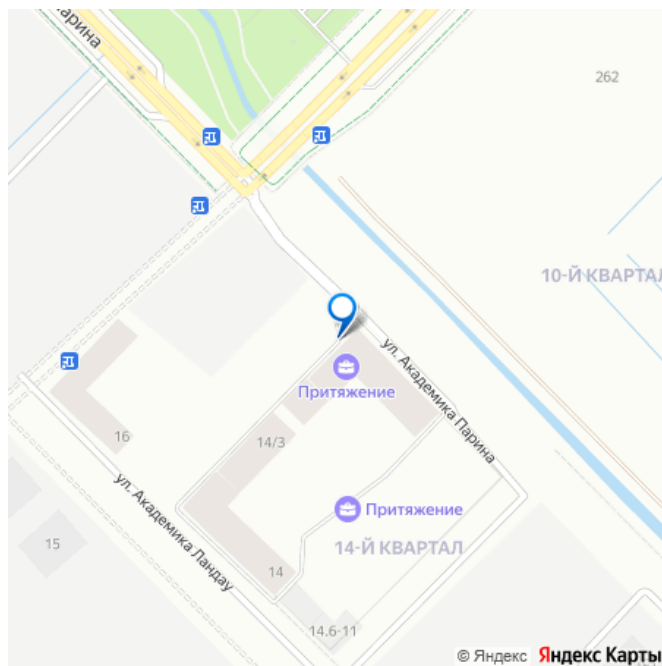 Парина
262
10-Й КВАРТАЛ
ул. Академика Парина
Притяжение
14/3
16
ул. Академика Ландау
Притяжение
15
14-Й КВАРТАЛ
14
14.6-11
© Яндекс Яндекс Карты